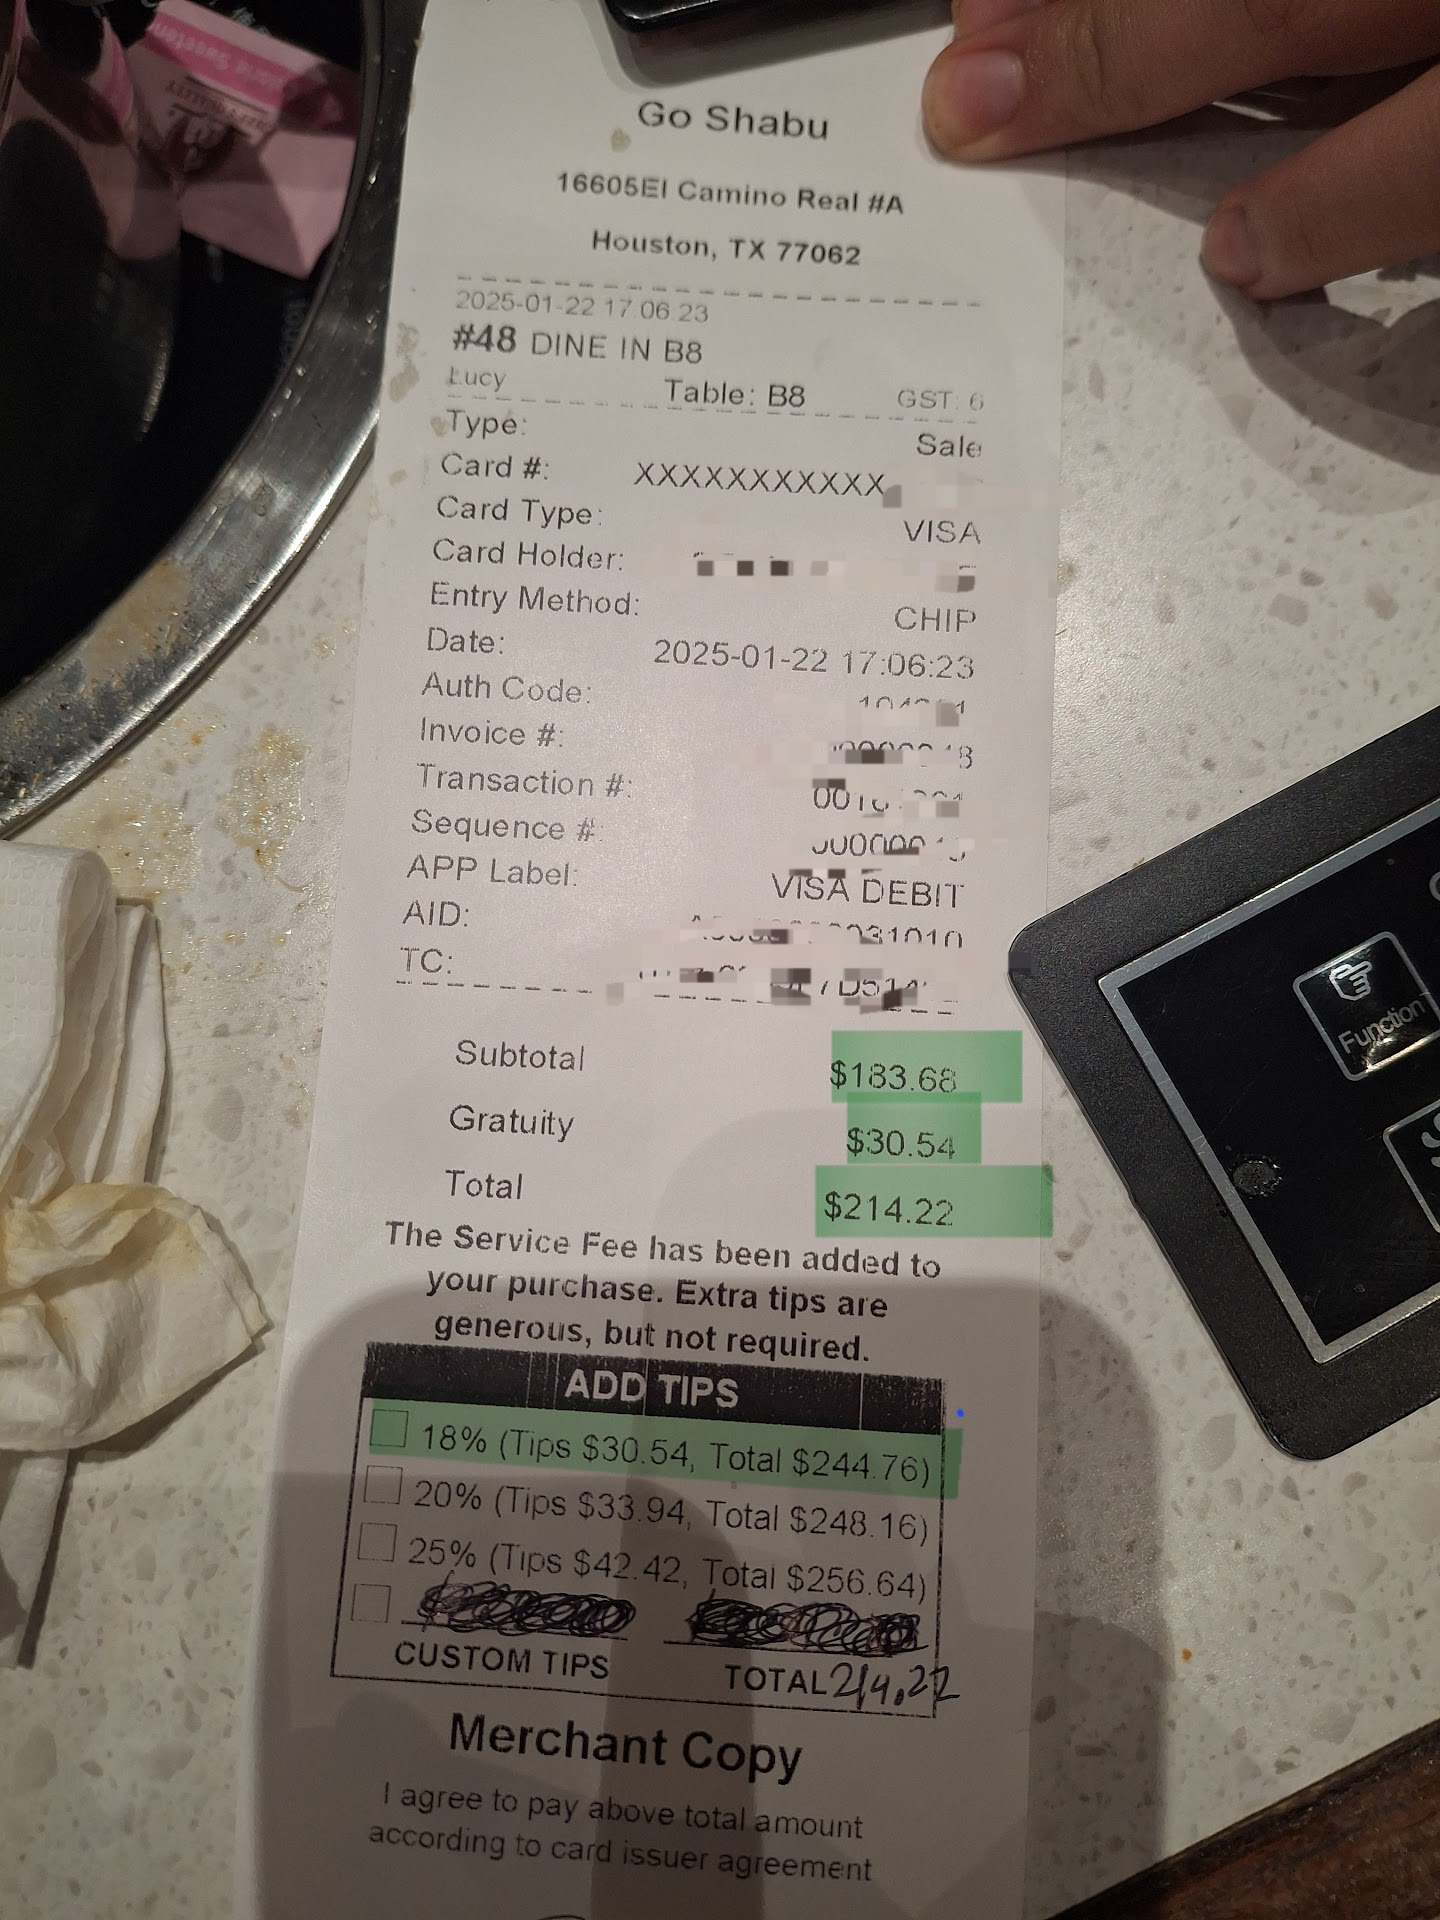 Go Shabu
16605El Camino Real #A
Houston, TX 77062
2025-01-22 17:06:23
#48 DINE IN B8
Lucy Table: B8 GST: 6
Type: Sale
Card #: XXXXXXXXXXX
Card Type: VISA
Card Holder:
Entry Method: CHIP
Date: 2025-01-22 17:06:23
Auth Code:
Invoice #:
Transaction #:
Sequence #:
APP Label: VISA DEBIT
AID:
TC:
Subtotal $183.68
Gratuity $30.54
Total $214.22
The Service Fee has been added to
your purchase. Extra tips are
generous, but not required.
ADD TIPS
18% (Tips $30.54, Total $244.76)
20% (Tips $33.94, Total $248.16)
25% (Tips $42.42, Total $256.64)
CUSTOM TIPS TOTAL 214.22
Merchant Copy
I agree to pay above total amount
according to card issuer agreement
Function